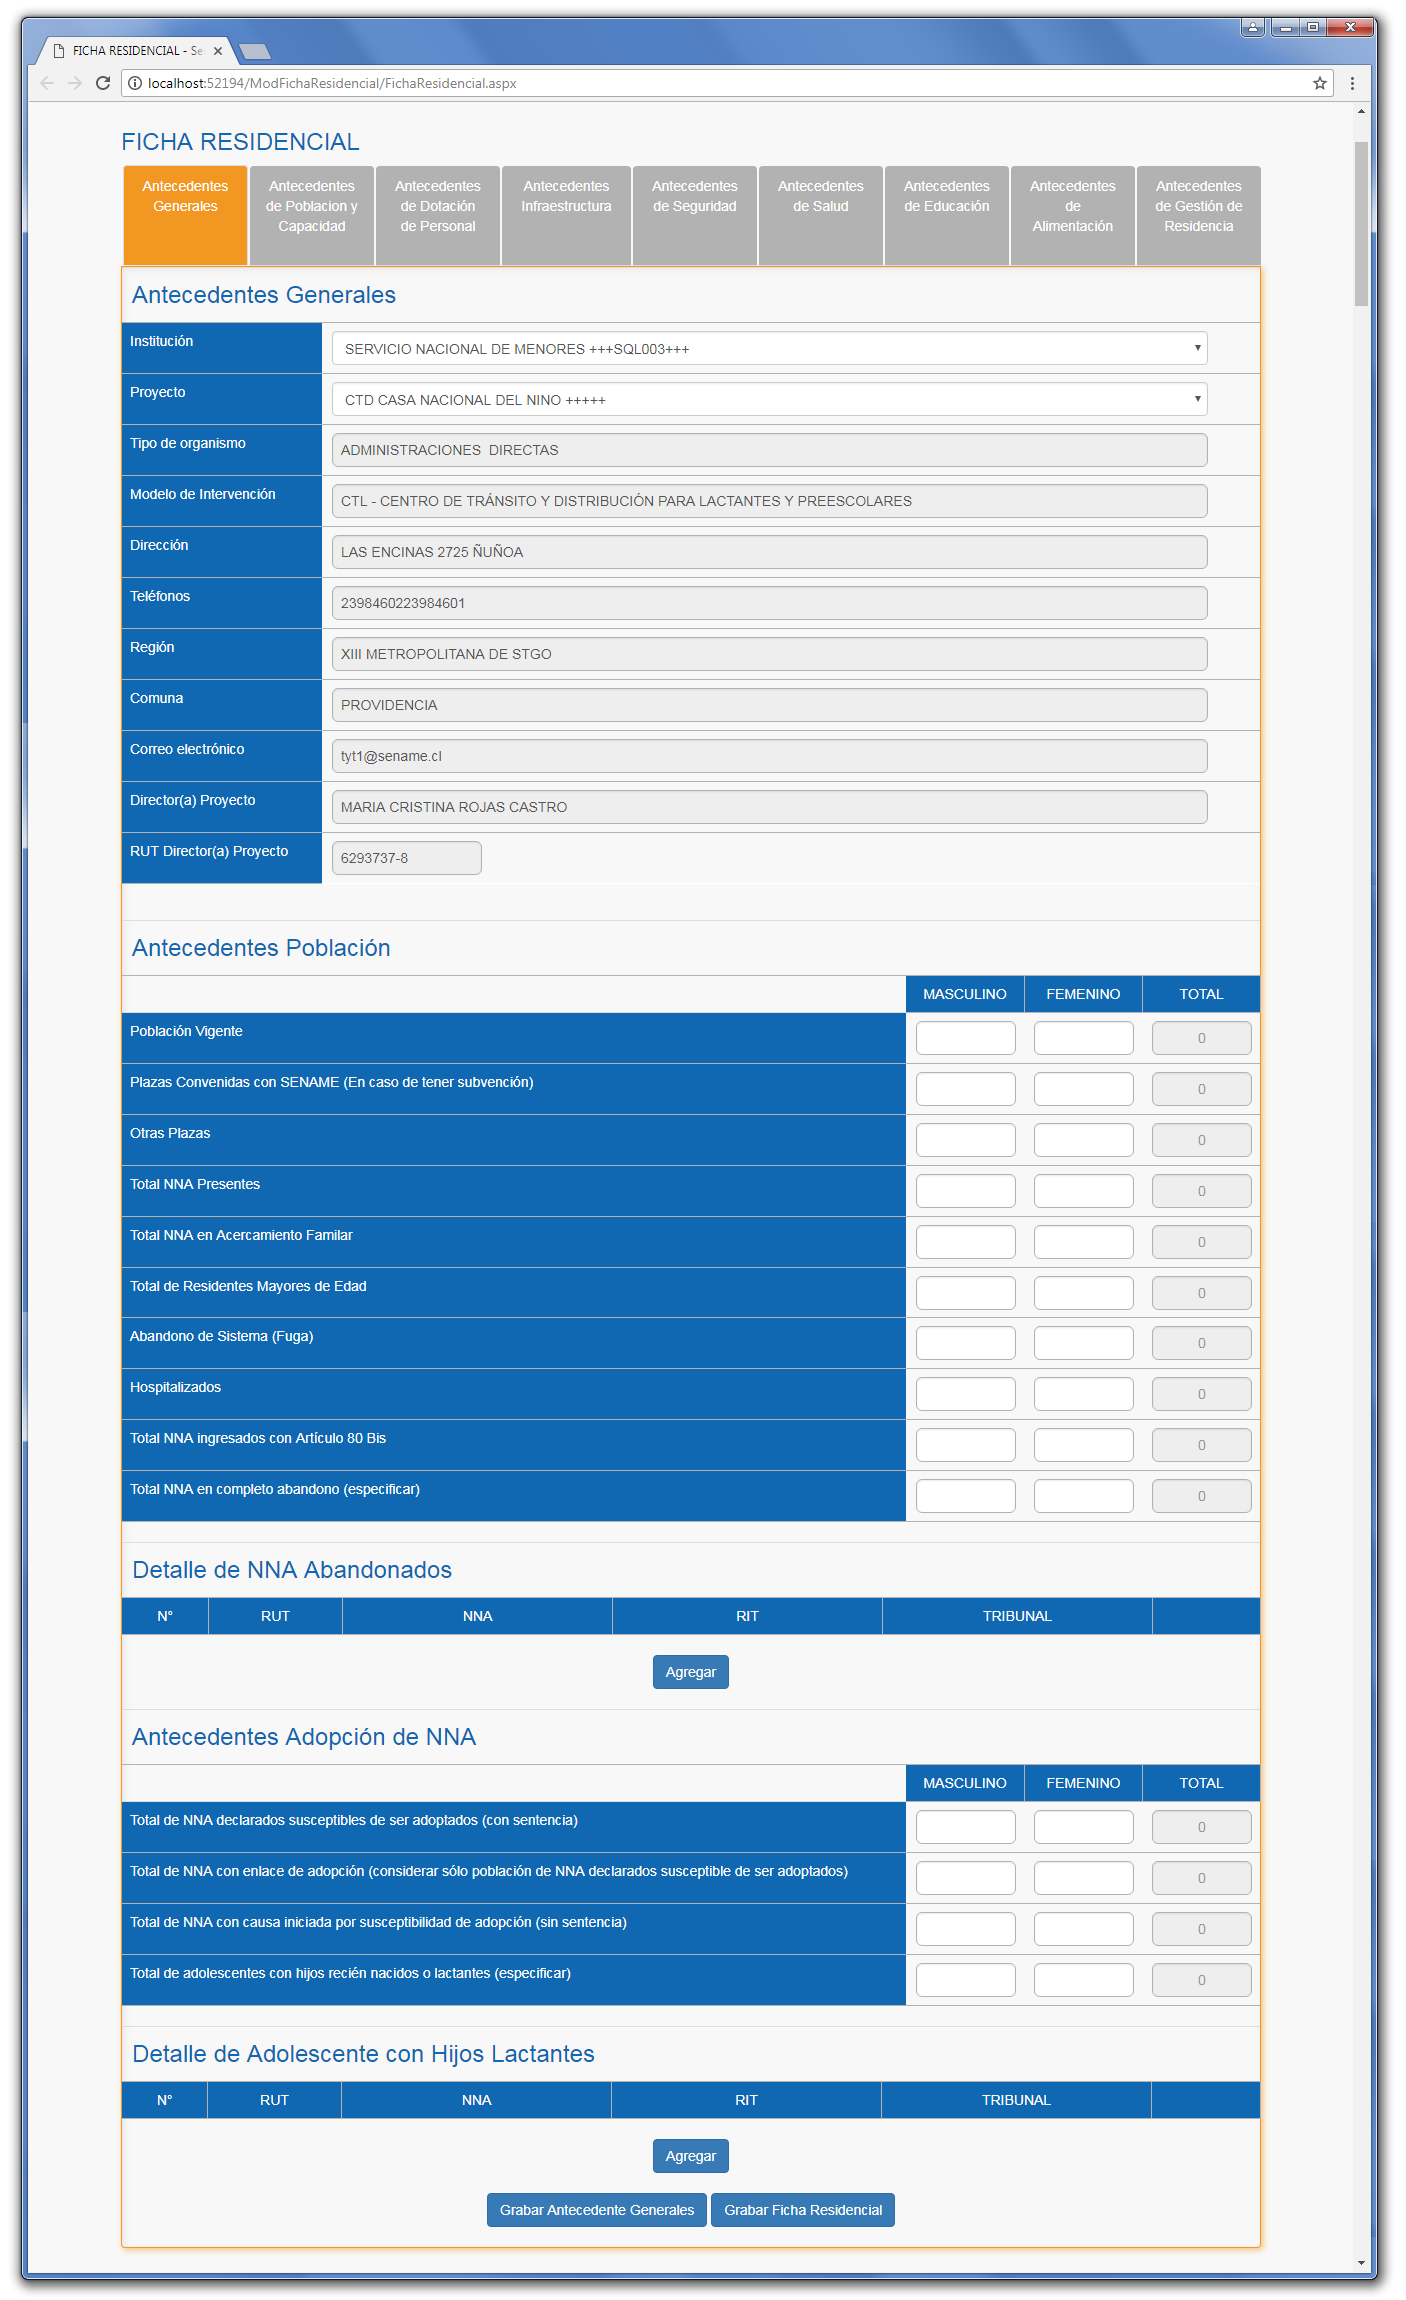 FICHA RESIDENCIAL - Se
localhost:52194/ModFichaResidencial/FichaResidencial.aspx
FICHA RESIDENCIAL
Antecedentes Generales
Antecedentes de Poblacion y Capacidad
Antecedentes de Dotación de Personal
Antecedentes Infraestructura
Antecedentes de Seguridad
Antecedentes de Salud
Antecedentes de Educación
Antecedentes de Alimentación
Antecedentes de Gestión de Residencia
Antecedentes Generales
Institución SERVICIO NACIONAL DE MENORES +++SQL003+++
Proyecto CTD CASA NACIONAL DEL NINO +++++
Tipo de organismo ADMINISTRACIONES DIRECTAS
Modelo de Intervención CTL - CENTRO DE TRÁNSITO Y DISTRIBUCIÓN PARA LACTANTES Y PREESCOLARES
Dirección LAS ENCINAS 2725 ÑUÑOA
Teléfonos 2398460223984601
Región XIII METROPOLITANA DE STGO
Comuna PROVIDENCIA
Correo electrónico tyt1@sename.cl
Director(a) Proyecto MARIA CRISTINA ROJAS CASTRO
RUT Director(a) Proyecto 6293737-8
Antecedentes Población
MASCULINO FEMENINO TOTAL
Población Vigente 0
Plazas Convenidas con SENAME (En caso de tener subvención) 0
Otras Plazas 0
Total NNA Presentes 0
Total NNA en Acercamiento Familar 0
Total de Residentes Mayores de Edad 0
Abandono de Sistema (Fuga) 0
Hospitalizados 0
Total NNA ingresados con Artículo 80 Bis 0
Total NNA en completo abandono (especificar) 0
Detalle de NNA Abandonados
N° RUT NNA RIT TRIBUNAL
Agregar
Antecedentes Adopción de NNA
MASCULINO FEMENINO TOTAL
Total de NNA declarados susceptibles de ser adoptados (con sentencia) 0
Total de NNA con enlace de adopción (considerar sólo población de NNA declarados susceptible de ser adoptados) 0
Total de NNA con causa iniciada por susceptibilidad de adopción (sin sentencia) 0
Total de adolescentes con hijos recién nacidos o lactantes (especificar) 0
Detalle de Adolescente con Hijos Lactantes
N° RUT NNA RIT TRIBUNAL
Agregar
Grabar Antecedente Generales Grabar Ficha Residencial